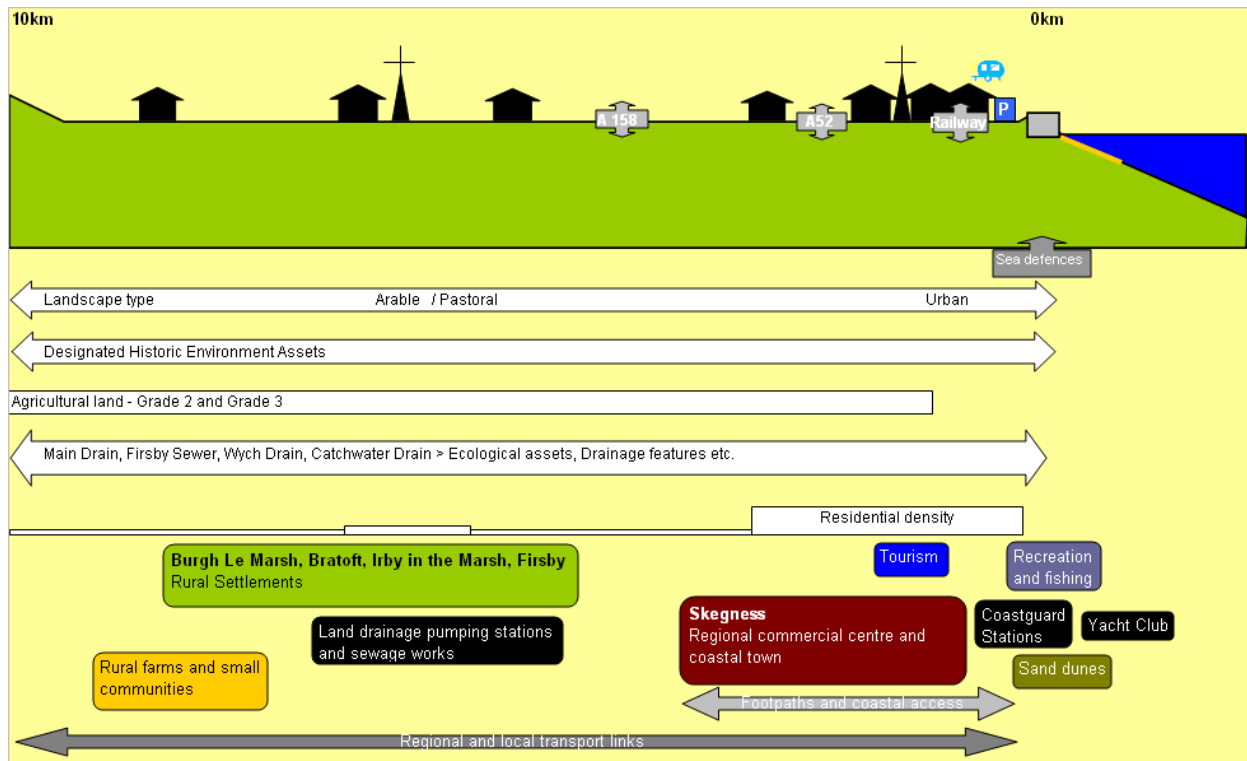 10km
0km
P
A 158
A52
Railway
Sea defences
Landscape type
Arable / Pastoral
Urban
Designated Historic Environment Assets
Agricultural land - Grade 2 and Grade 3
Main Drain, Firsby Sewer, Wych Drain, Catchwater Drain > Ecological assets, Drainage features etc.
Residential density
Burgh Le Marsh, Bratoft, Irby in the Marsh, Firsby
Rural Settlements
Tourism
Recreation
and fishing
Land drainage pumping stations
and sewage works
Skegness
Regional commercial centre and
coastal town
Coastguard
Stations
Yacht Club
Rural farms and small
communities
Sand dunes
Footpaths and coastal access
Regional and local transport links